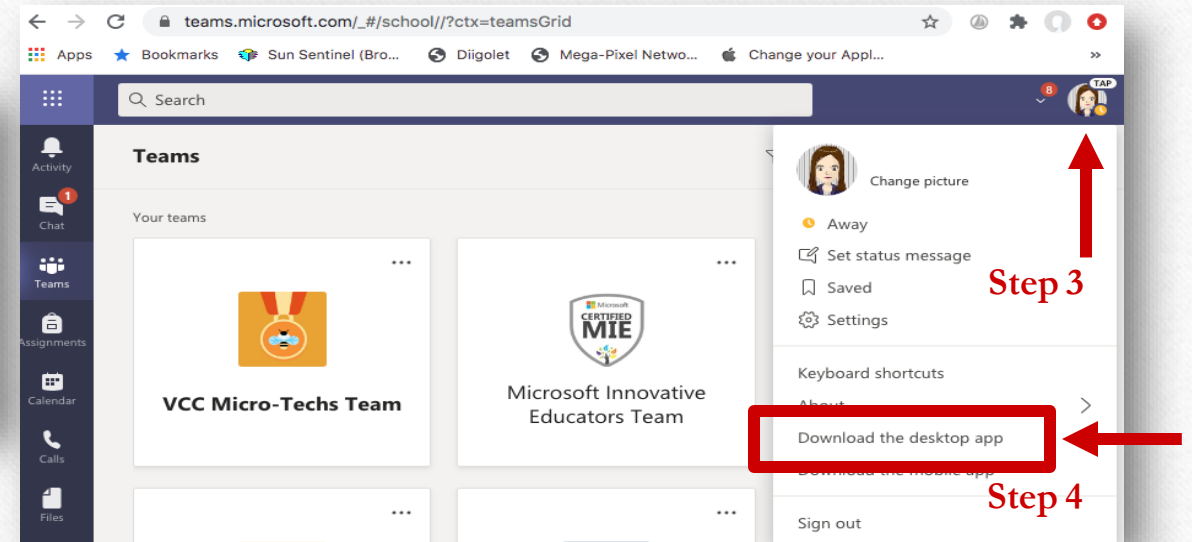 teams.microsoft.com/_#/school//?ctx=teamsGrid
Apps Bookmarks Sun Sentinel (Bro... Diigolet Mega-Pixel Netwo... Change your Appl... »
Search
8
TAP
Activity
Teams
Change picture
1
Chat
Your teams
Away
Set status message
Teams
Saved
Step 3
Settings
Microsoft
CERTIFIED
MIE
Assignments
Keyboard shortcuts
Calendar
VCC Micro-Techs Team
Microsoft Innovative
Educators Team
About
Download the desktop app
Calls
Download the mobile app
Step 4
Files
Sign out